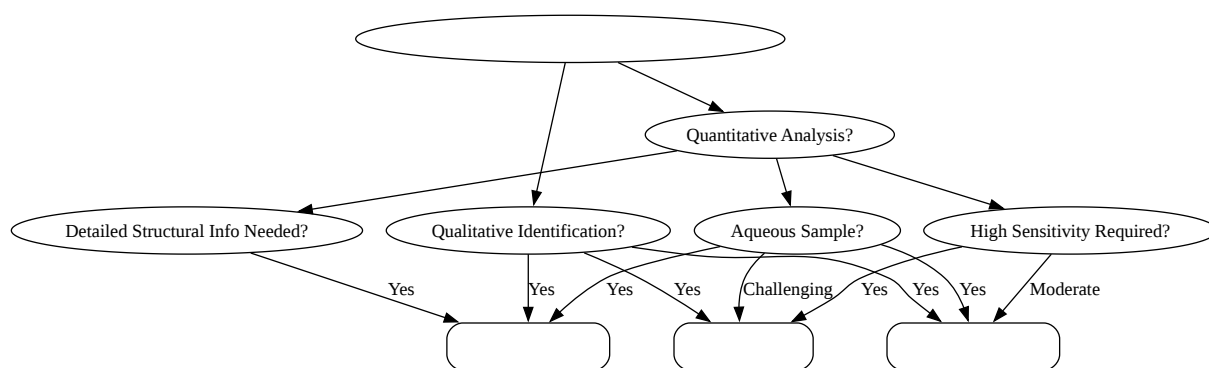 Quantitative Analysis?
Detailed Structural Info Needed?
Qualitative Identification?
Aqueous Sample?
High Sensitivity Required?
Yes
Yes
Yes
Yes
Challenging
Yes
Yes
Yes
Moderate